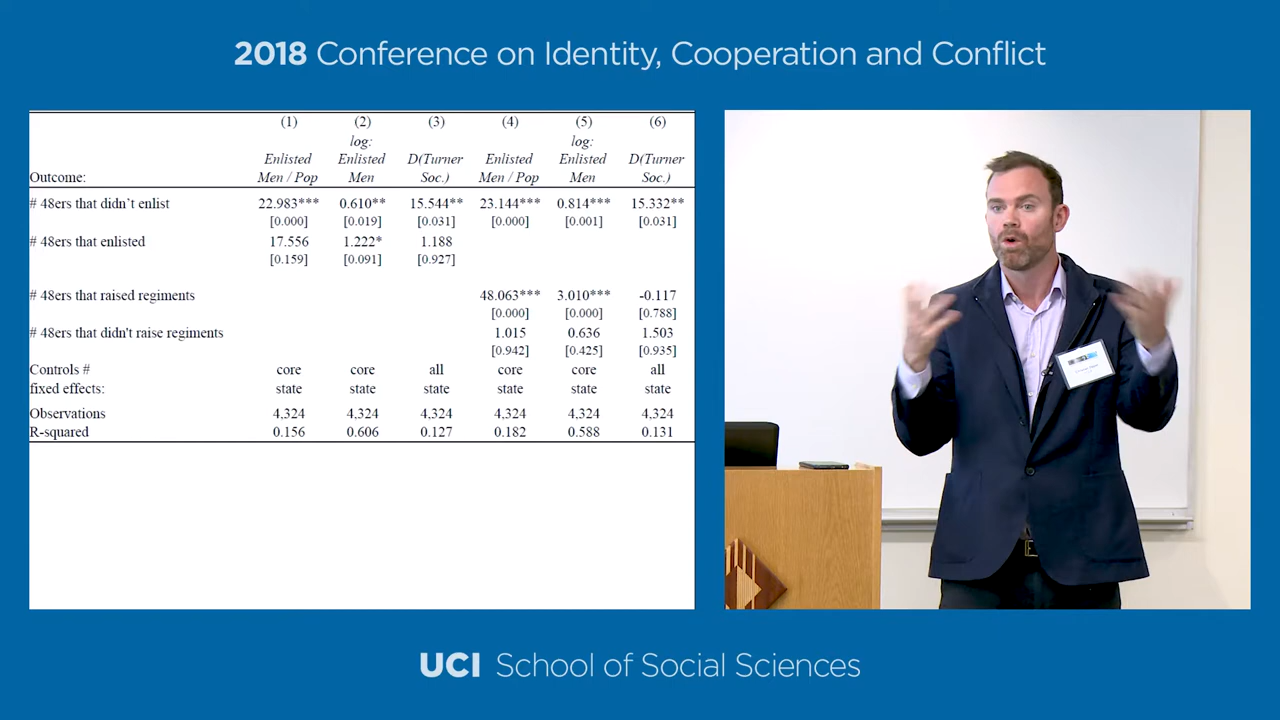 2018 Conference on Identity, Cooperation and Conflict
(1) (2) (3) (4) (5) (6)
log: log:
Enlisted Enlisted D(Turner Enlisted Enlisted D(Turner
Outcome: Men / Pop Men Soc.) Men / Pop Men Soc.)
# 48ers that didn't enlist 22.983*** 0.610** 15.544** 23.144*** 0.814*** 15.332**
[0.000] [0.019] [0.031] [0.000] [0.001] [0.031]
# 48ers that enlisted 17.556 1.222* 1.188
[0.159] [0.091] [0.927]
# 48ers that raised regiments 48.063*** 3.010*** -0.117
[0.000] [0.000] [0.788]
# 48ers that didn't raise regiments 1.015 0.636 1.503
[0.942] [0.425] [0.935]
Controls # core core all core core all
fixed effects: state state state state state state
Observations 4,324 4,324 4,324 4,324 4,324 4,324
R-squared 0.156 0.606 0.127 0.182 0.588 0.131
UCI School of Social Sciences